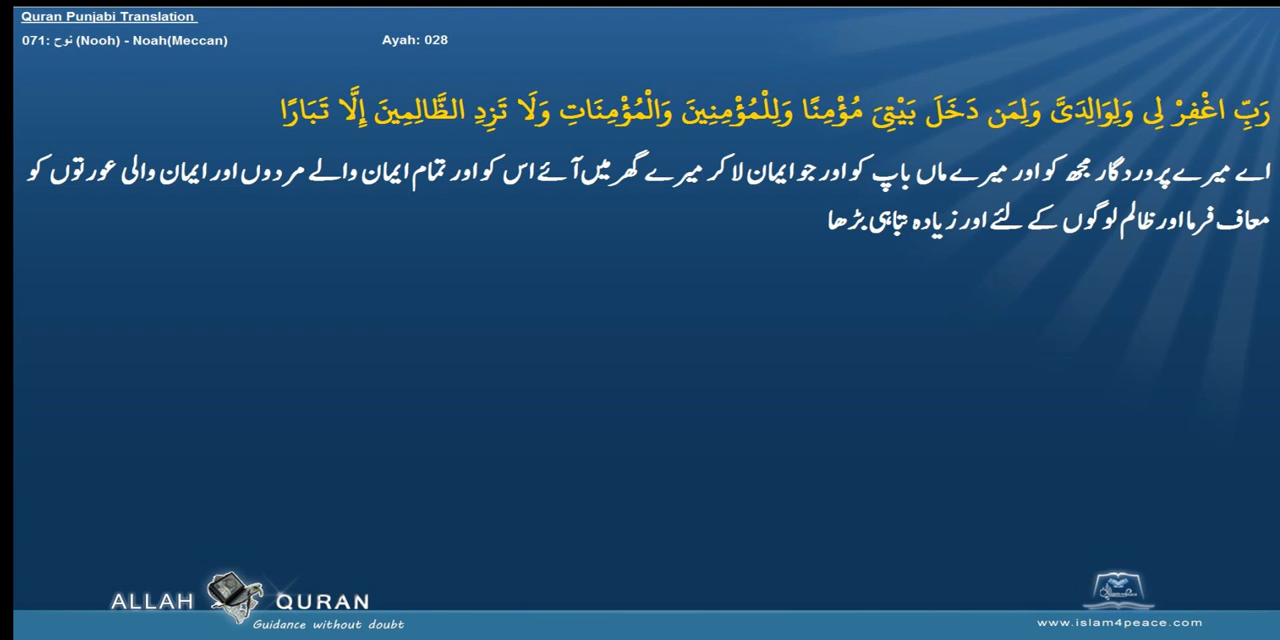 Quran Punjabi Translation
071: نوح (Nooh) - Noah(Meccan) Ayah: 028
رَبِّ اغْفِرْ لِى وَلِوَالِدَىَّ وَلِمَن دَخَلَ بَيْتِىَ مُؤْمِنًا وَلِلْمُؤْمِنِينَ وَالْمُؤْمِنَاتِ وَلَا تَزِدِ الظَّالِمِينَ إِلَّا تَبَارًا
اے میرے پروردگار مجھ کو اور میرے ماں باپ کو اور جو ایمان لا کر میرے گھر میں آئے اس کو اور تمام ایمان والے مردوں اور ایمان والی عورتوں کو
معاف فرما اور ظالم لوگوں کے لئے اور زیادہ تباہی بڑھا
ALLAH QURAN
Guidance without doubt
www.islam4peace.com